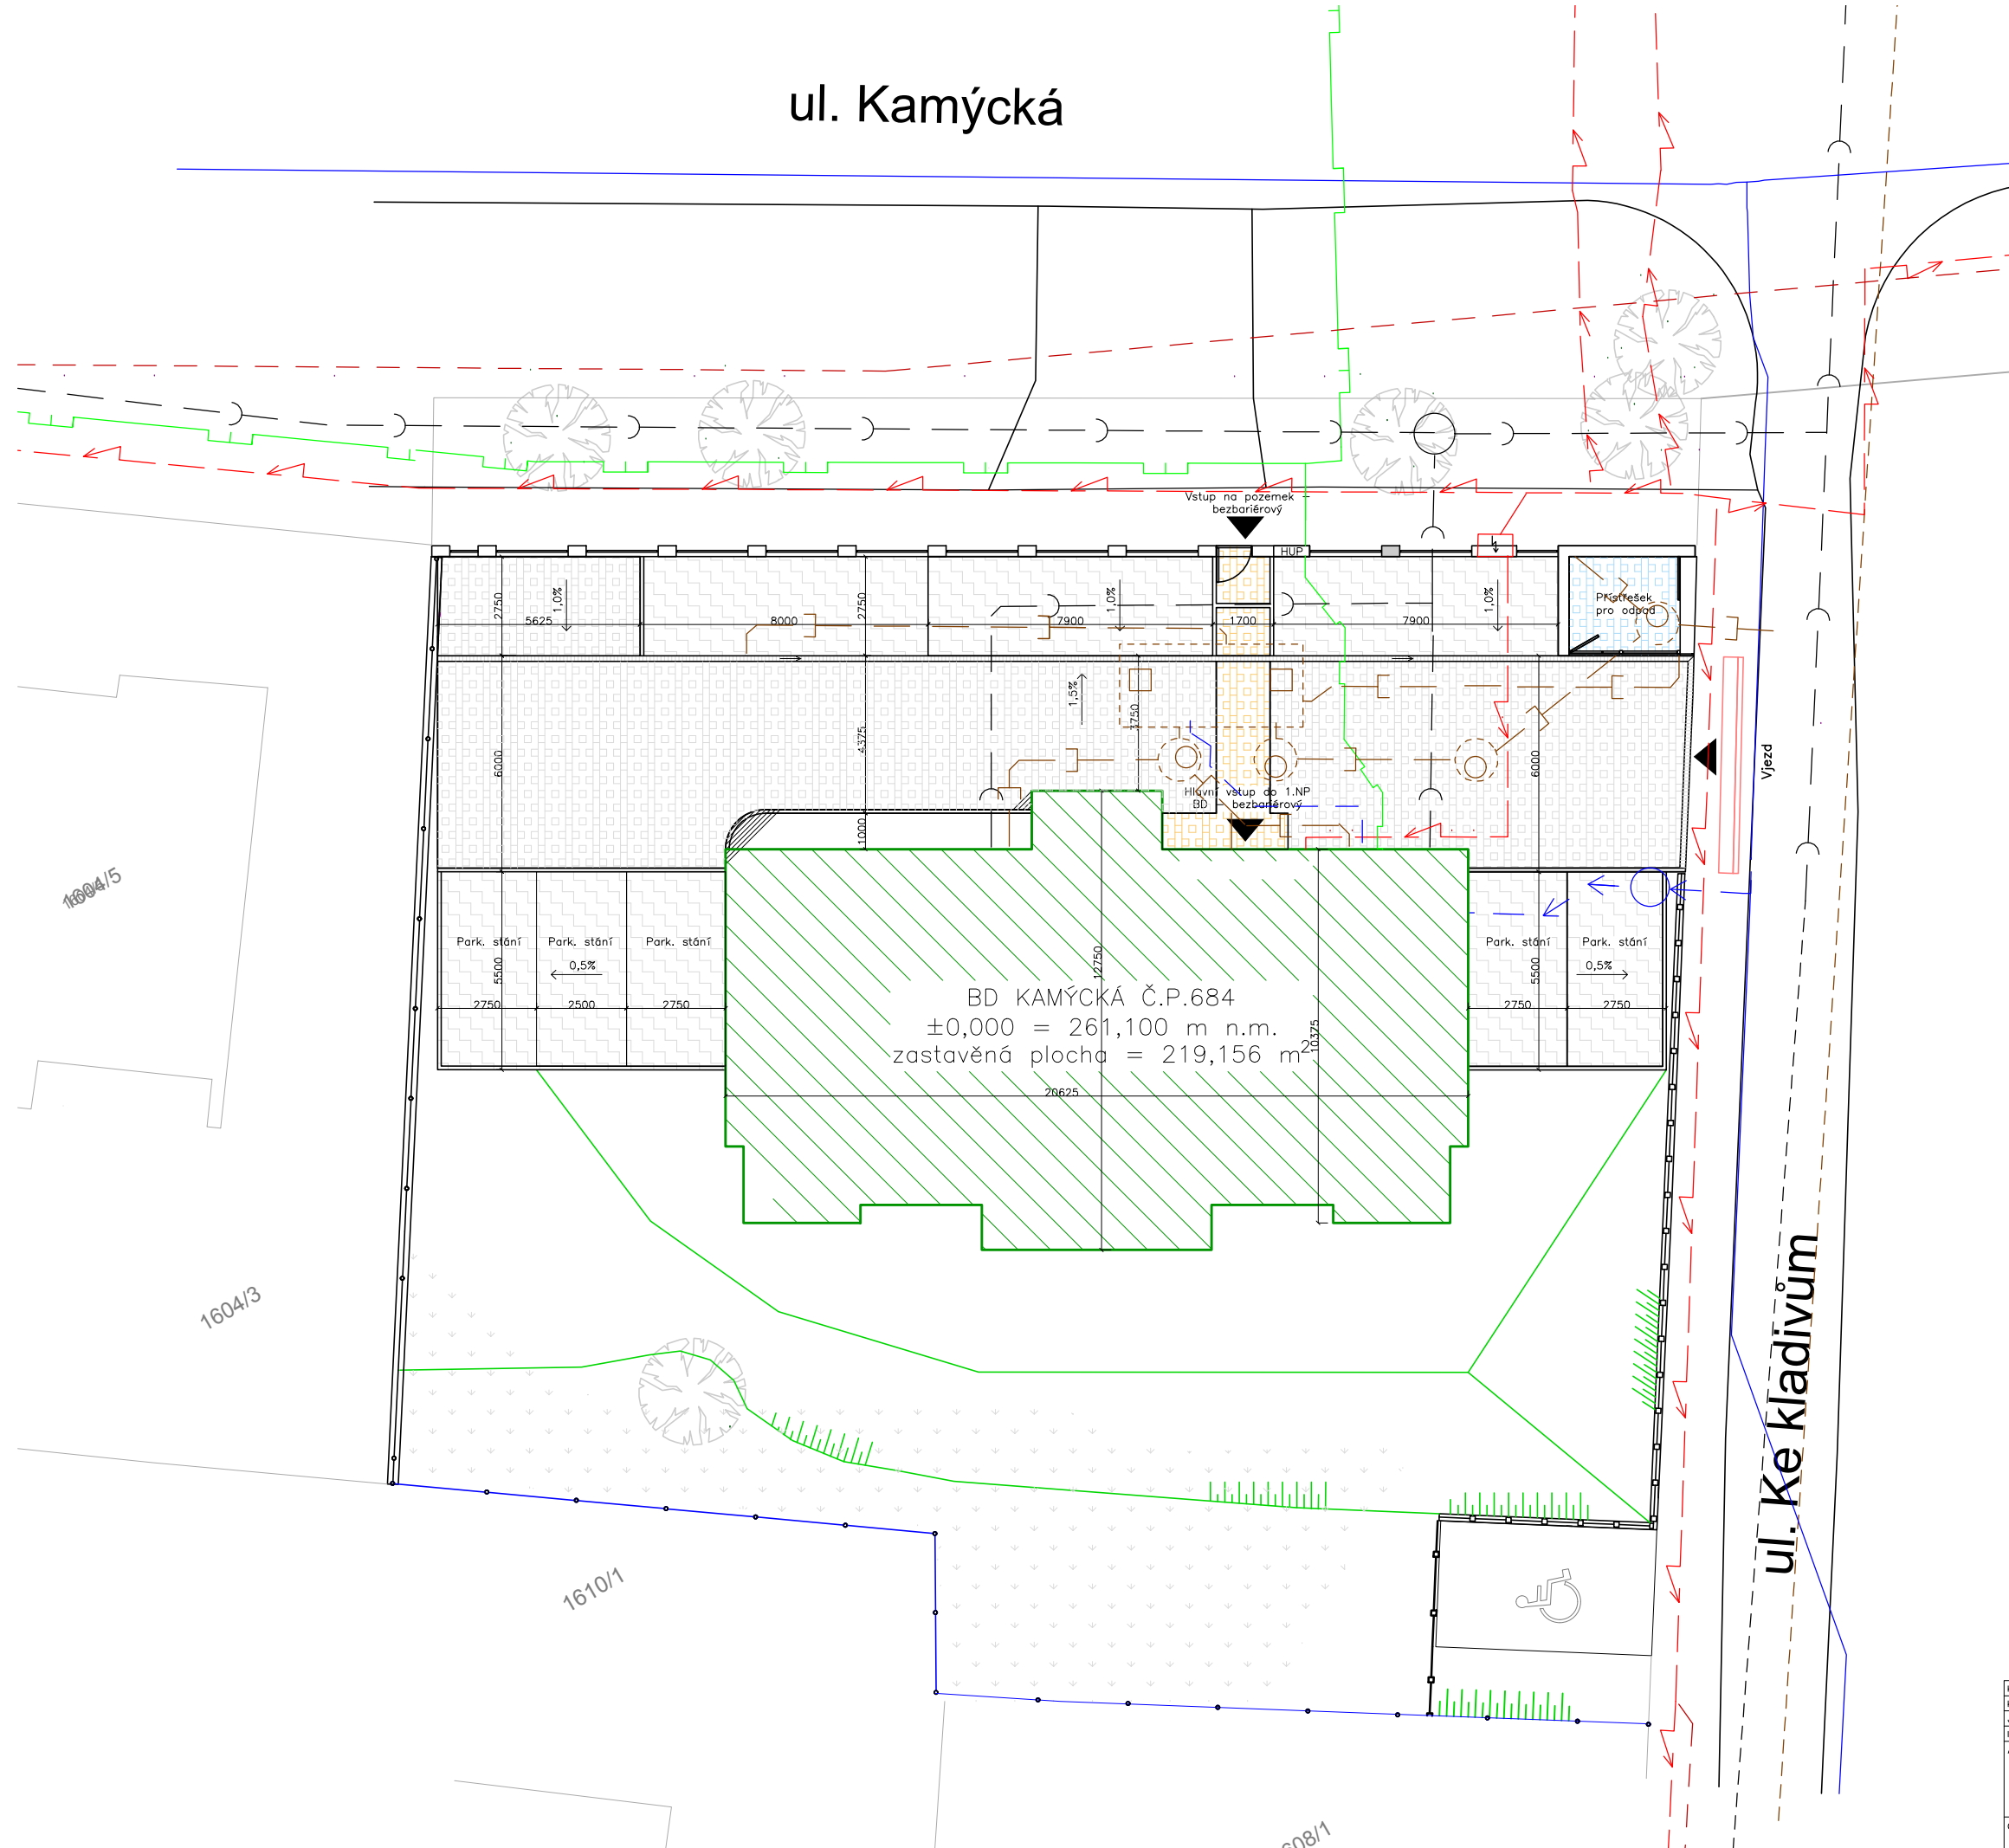 ul. Kamýcká
Vstup na pozemek –
bezbariérový
HUP
2750
1,0%
2750
1,0%
1,0%
Přístřešek
pro odpad
5625
8000
7900
1700
7900
1,5%
3750
4375
6000
6000
Vjezd
Hlavní vstup do 1.NP
BD – bezbariérový
1000
1604/5
Park. stání
Park. stání
Park. stání
Park. stání
Park. stání
0,5%
0,5%
5500
5500
12750
10375
2750
2500
2750
2750
2750
BD KAMÝCKÁ Č.P.684
±0,000 = 261,100 m n.m.
zastavěná plocha = 219,156 m²
20625
1604/3
ul. Ke kladivům
1610/1